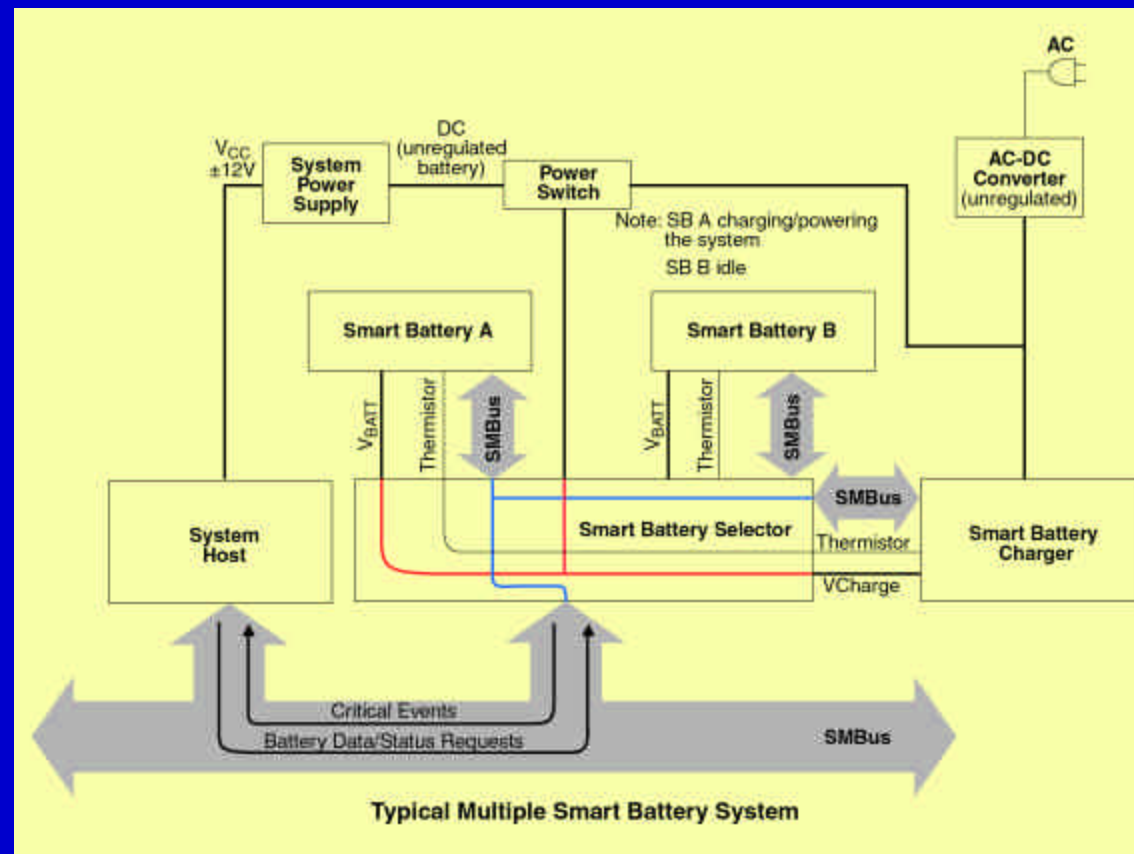 AC
VCC
±12V
System
Power
Supply
DC
(unregulated
battery)
Power
Switch
AC-DC
Converter
(unregulated)
Note: SB A charging/powering
the system
SB B idle
Smart Battery A
Smart Battery B
VBATT
Thermistor
SMBus
VBATT
Thermistor
SMBus
System
Host
Smart Battery Selector
SMBus
Thermistor
VCharge
Smart Battery
Charger
Critical Events
Battery Data/Status Requests
SMBus
Typical Multiple Smart Battery System